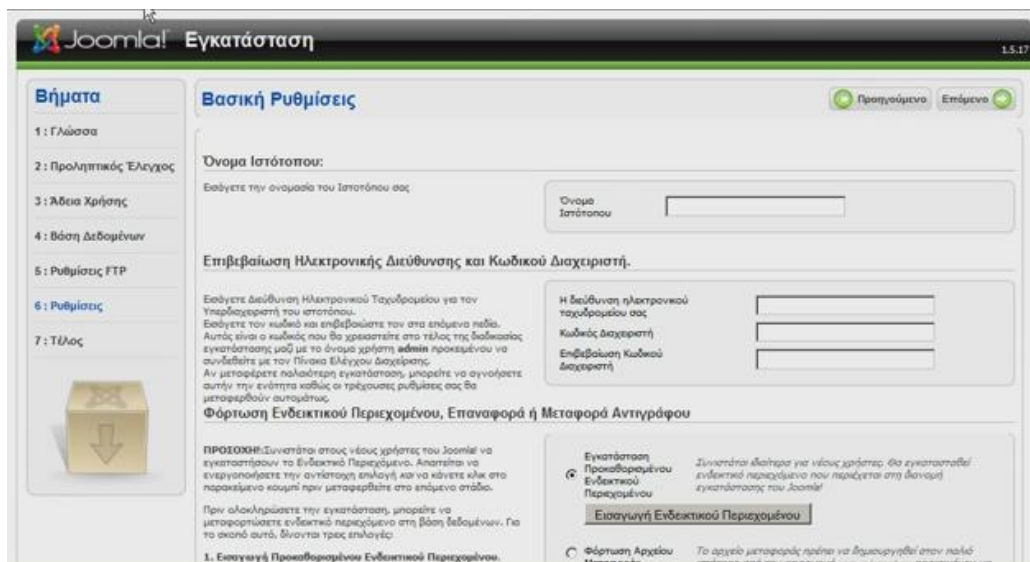 Joomla! Εγκατάσταση
1.5.17
Βήματα
1 : Γλώσσα
2 : Προληπτικός Έλεγχος
3 : Άδεια Χρήσης
4 : Βάση Δεδομένων
5 : Ρυθμίσεις FTP
6 : Ρυθμίσεις
7 : Τέλος
Βασική Ρυθμίσεις
Προηγούμενο Επόμενο
Όνομα Ιστότοπου:
Εισάγετε την ονομασία του Ιστοτόπου σας
Όνομα
Ιστότοπου
Επιβεβαίωση Ηλεκτρονικής Διεύθυνσης και Κωδικού Διαχειριστή.
Εισάγετε Διεύθυνση Ηλεκτρονικού Ταχυδρομείου για τον
Υπερδιαχειριστή του ιστοτόπου.
Εισάγετε τον κωδικό και επιβεβαιώστε τον στα επόμενα πεδία.
Αυτός είναι ο κωδικός που θα χρειαστείτε στο τέλος της διαδικασίας
εγκατάστασης μαζί με το όνομα χρήστη admin προκειμένου να
συνδεθείτε με τον Πίνακα Ελέγχου Διαχείρισης.
Αν μεταφέρετε παλαιότερη εγκατάσταση, μπορείτε να αγνοήσετε
αυτήν την ενότητα καθώς οι τρέχουσες ρυθμίσεις σας θα
μεταφερθούν αυτομάτως.
Η διεύθυνση ηλεκτρονικού
ταχυδρομείου σας
Κωδικός Διαχειριστή
Επιβεβαίωση Κωδικού
Διαχειριστή
Φόρτωση Ενδεικτικού Περιεχομένου, Επαναφορά ή Μεταφορά Αντιγράφου
ΠΡΟΣΟΧΗ!:Συνιστάται στους νέους χρήστες του Joomla! να
εγκαταστήσουν το Ενδεικτικό Περιεχόμενο. Απαιτείται να
ενεργοποιήσετε την αντίστοιχη επιλογή και να κάνετε κλικ στο
παρακείμενο κουμπί πριν μεταφερθείτε στο επόμενο στάδιο.
Πριν ολοκληρώσετε την εγκατάσταση, μπορείτε να
μεταφορτώσετε ενδεικτικό περιεχόμενο στη βάση δεδομένων. Για
το σκοπό αυτό, δίνονται τρεις επιλογές:
1. Εισαγωγή Προκαθορισμένου Ενδεικτικού Περιεχομένου.
Εγκατάσταση
Προκαθορισμένου
Ενδεικτικού
Περιεχομένου
Συνιστάται ιδιαίτερα για νέους χρήστες. Θα εγκατασταθεί
ενδεικτικό περιεχόμενο που περιέχεται στη διανομή
εγκατάστασης του Joomla!
Εισαγωγή Ενδεικτικού Περιεχομένου
Φόρτωση Αρχείου
Το αρχείο μεταφοράς πρέπει να δημιουργηθεί στον παλιό